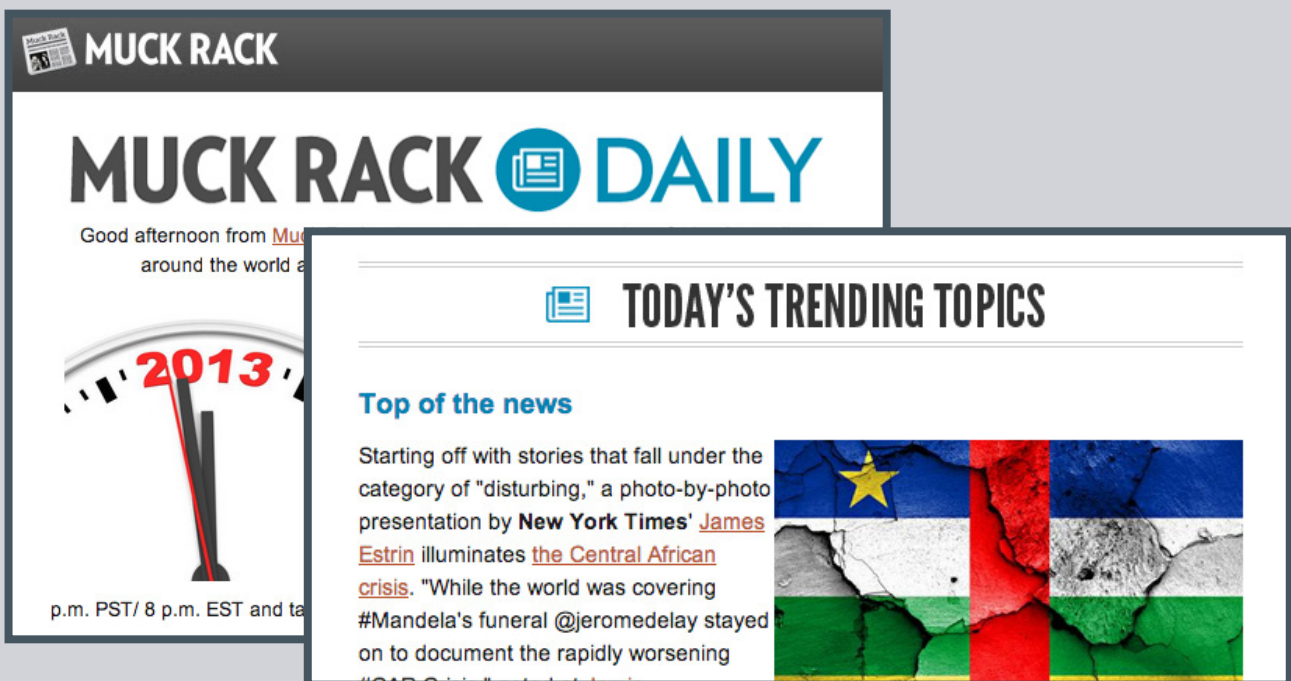 MUCK RACK
MUCK RACK DAILY
Good afternoon from
around the world
2013
p.m. PST/ 8 p.m. EST and
TODAY'S TRENDING TOPICS
Top of the news
Starting off with stories that fall under the
category of "disturbing," a photo-by-photo
presentation by New York Times' James
Estrin illuminates the Central African
crisis. "While the world was covering
#Mandela's funeral @jeromedelay stayed
on to document the rapidly worsening